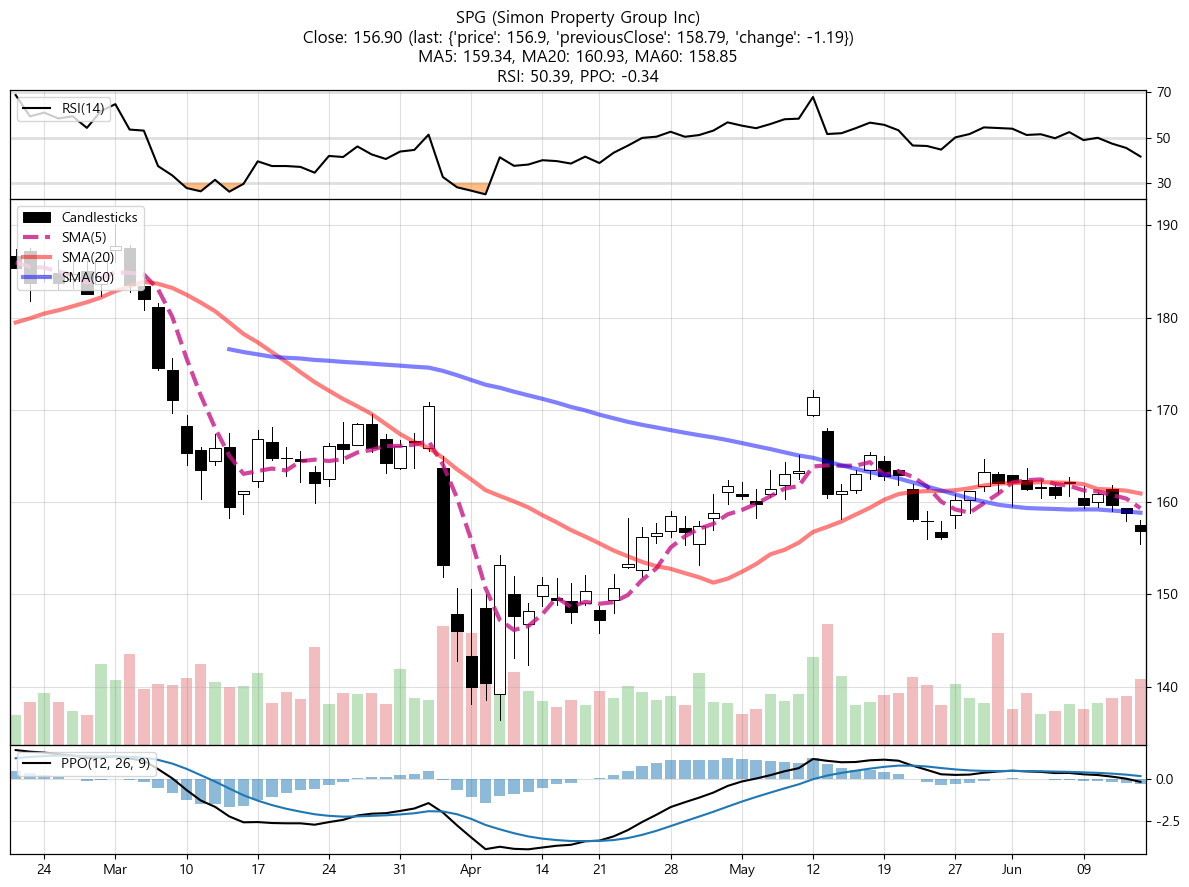 SPG (Simon Property Group Inc)
Close: 156.90 (last: {'price': 156.9, 'previousClose': 158.79, 'change': -1.19})
MA5: 159.34, MA20: 160.93, MA60: 158.85
RSI: 50.39, PPO: -0.34
RSI(14)
70
50
30
Candlesticks
SMA(5)
SMA(20)
SMA(60)
190
180
170
160
150
140
PPO(12, 26, 9)
0.0
-2.5
24 Mar 10 17 24 31 Apr 14 21 28 May 12 19 27 Jun 09